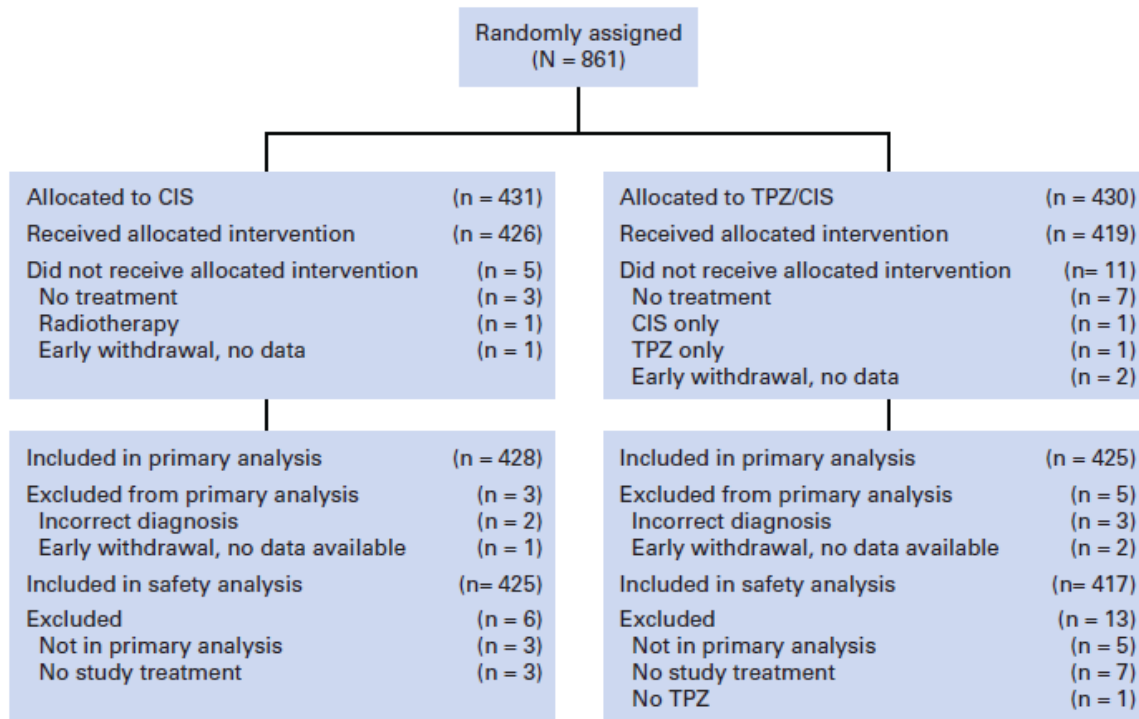 Randomly assigned
(N = 861)
Allocated to CIS (n = 431)
Received allocated intervention (n = 426)
Did not receive allocated intervention (n = 5)
No treatment (n = 3)
Radiotherapy (n = 1)
Early withdrawal, no data (n = 1)
Allocated to TPZ/CIS (n = 430)
Received allocated intervention (n = 419)
Did not receive allocated intervention (n= 11)
No treatment (n = 7)
CIS only (n = 1)
TPZ only (n = 1)
Early withdrawal, no data (n = 2)
Included in primary analysis (n = 428)
Excluded from primary analysis (n = 3)
Incorrect diagnosis (n = 2)
Early withdrawal, no data available (n = 1)
Included in safety analysis (n= 425)
Excluded (n = 6)
Not in primary analysis (n = 3)
No study treatment (n = 3)
Included in primary analysis (n = 425)
Excluded from primary analysis (n = 5)
Incorrect diagnosis (n = 3)
Early withdrawal, no data available (n = 2)
Included in safety analysis (n= 417)
Excluded (n = 13)
Not in primary analysis (n = 5)
No study treatment (n = 7)
No TPZ (n = 1)